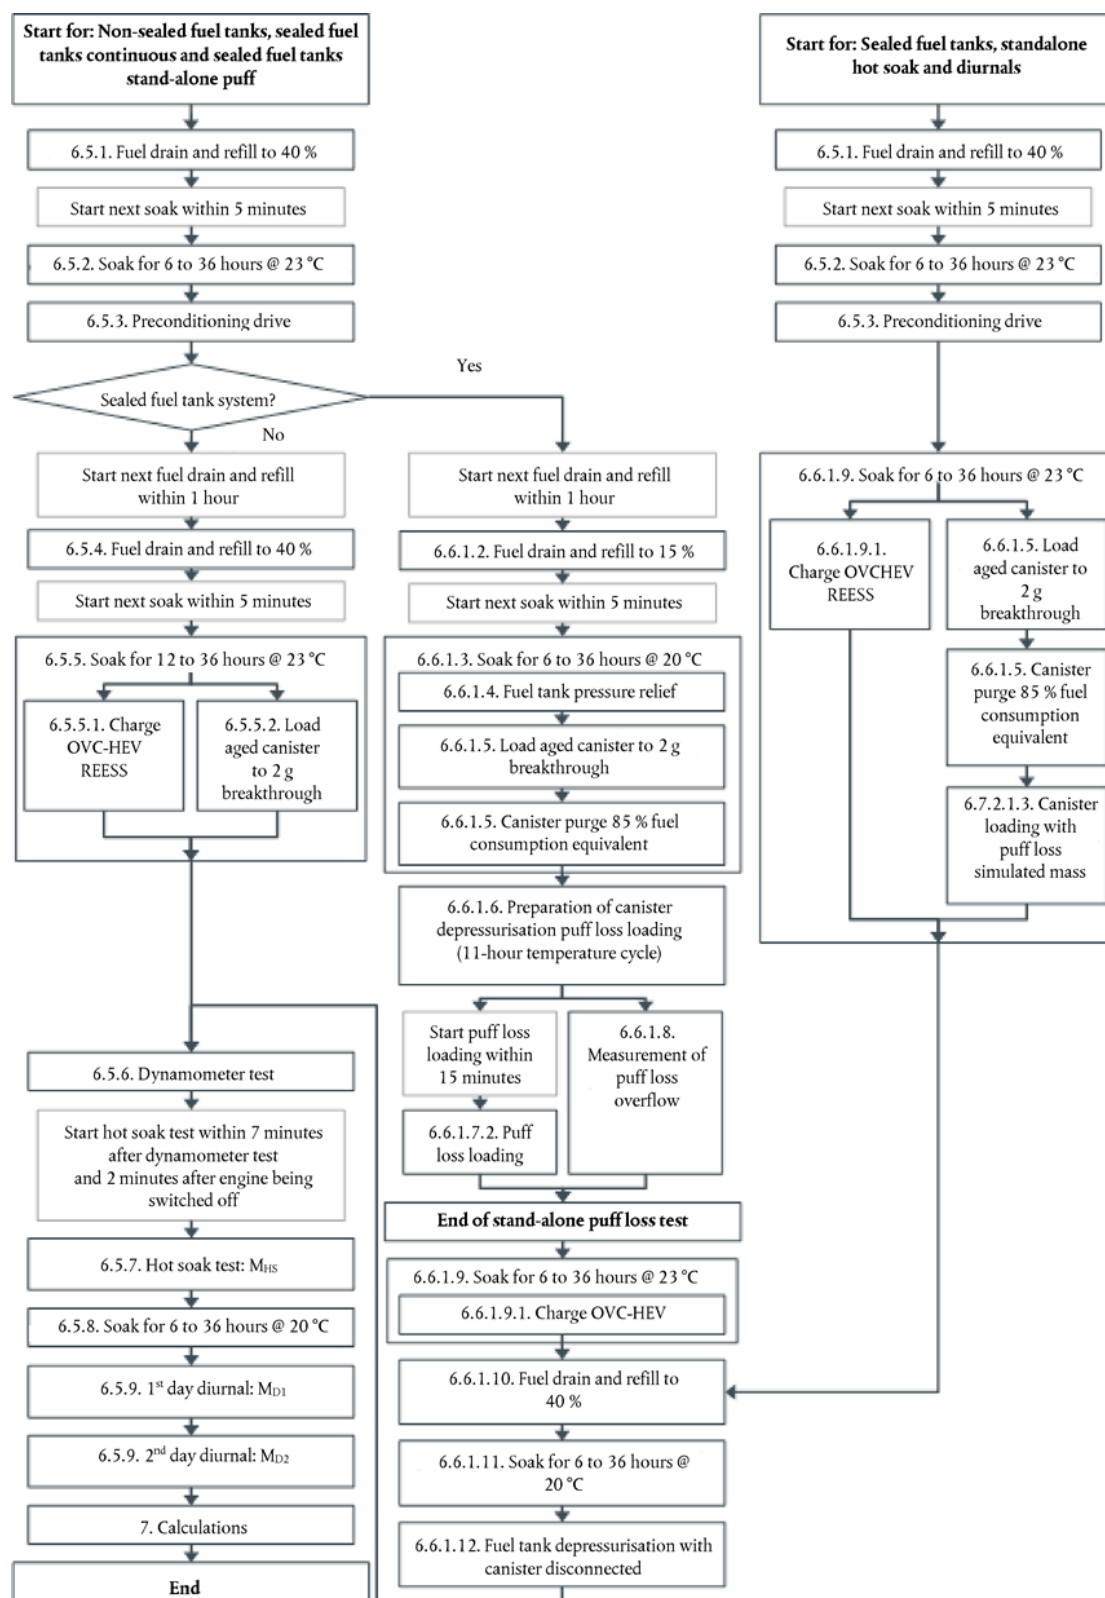 Start for: Non-sealed fuel tanks, sealed fuel
tanks continuous and sealed fuel tanks
stand-alone puff
6.5.1. Fuel drain and refill to 40 %
Start next soak within 5 minutes
6.5.2. Soak for 6 to 36 hours @ 23 °C
6.5.3. Preconditioning drive
Sealed fuel tank system?
Yes
No
Start next fuel drain and refill
within 1 hour
6.5.4. Fuel drain and refill to 40 %
Start next soak within 5 minutes
6.5.5. Soak for 12 to 36 hours @ 23 °C
6.5.5.1. Charge
OVC-HEV
REESS
6.5.5.2. Load
aged canister
to 2 g
breakthrough
6.5.6. Dynamometer test
Start hot soak test within 7 minutes
after dynamometer test
and 2 minutes after engine being
switched off
6.5.7. Hot soak test: MHS
6.5.8. Soak for 6 to 36 hours @ 20 °C
6.5.9. 1st day diurnal: MD1
6.5.9. 2nd day diurnal: MD2
7. Calculations
End
Start next fuel drain and refill
within 1 hour
6.6.1.2. Fuel drain and refill to 15 %
Start next soak within 5 minutes
6.6.1.3. Soak for 6 to 36 hours @ 20 °C
6.6.1.4. Fuel tank pressure relief
6.6.1.5. Load aged canister to 2 g
breakthrough
6.6.1.5. Canister purge 85 % fuel
consumption equivalent
6.6.1.6. Preparation of canister
depressurisation puff loss loading
(11-hour temperature cycle)
Start puff loss
loading within
15 minutes
6.6.1.7.2. Puff
loss loading
6.6.1.8.
Measurement of
puff loss
overflow
End of stand-alone puff loss test
6.6.1.9. Soak for 6 to 36 hours @ 23 °C
6.6.1.9.1. Charge OVC-HEV
6.6.1.10. Fuel drain and refill to
40 %
6.6.1.11. Soak for 6 to 36 hours @
20 °C
6.6.1.12. Fuel tank depressurisation with
canister disconnected
Start for: Sealed fuel tanks, standalone
hot soak and diurnals
6.5.1. Fuel drain and refill to 40%
Start next soak within 5 minutes
6.5.2. Soak for 6 to 36 hours @ 23 °C
6.5.3. Preconditioning drive
6.6.1.9. Soak for 6 to 36 hours @ 23 °C
6.6.1.9.1.
Charge OVCHEV
REESS
6.6.1.5. Load
aged canister to
2 g
breakthrough
6.6.1.5. Canister
purge 85 % fuel
consumption
equivalent
6.7.2.1.3. Canister
loading with
puff loss
simulated mass